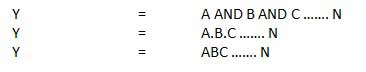 Y = A AND B AND C ....... N
Y = A.B.C ....... N
Y = ABC ....... N